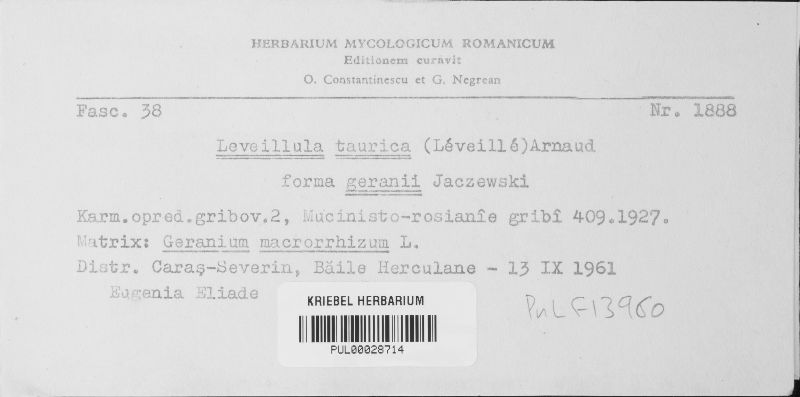 HERBARIUM MYCOLOGICUM ROMANICUM
Editionem curavit
O. Constantinescu et G. Negrean
Fasc. 38 Nr. 1888
Leveillula taurica (Léveillé)Arnaud
forma geranii Jaczewski
Karm.opred.gribov.2, Mucinisto-rosianîe gribî 409.1927.
Matrix: Geranium macrorrhizum L.
Distr. Caraş-Severin, Băile Herculane - 13 IX 1961
Eugenia Eliade
KRIEBEL HERBARIUM
PUL00028714
PuL F13960